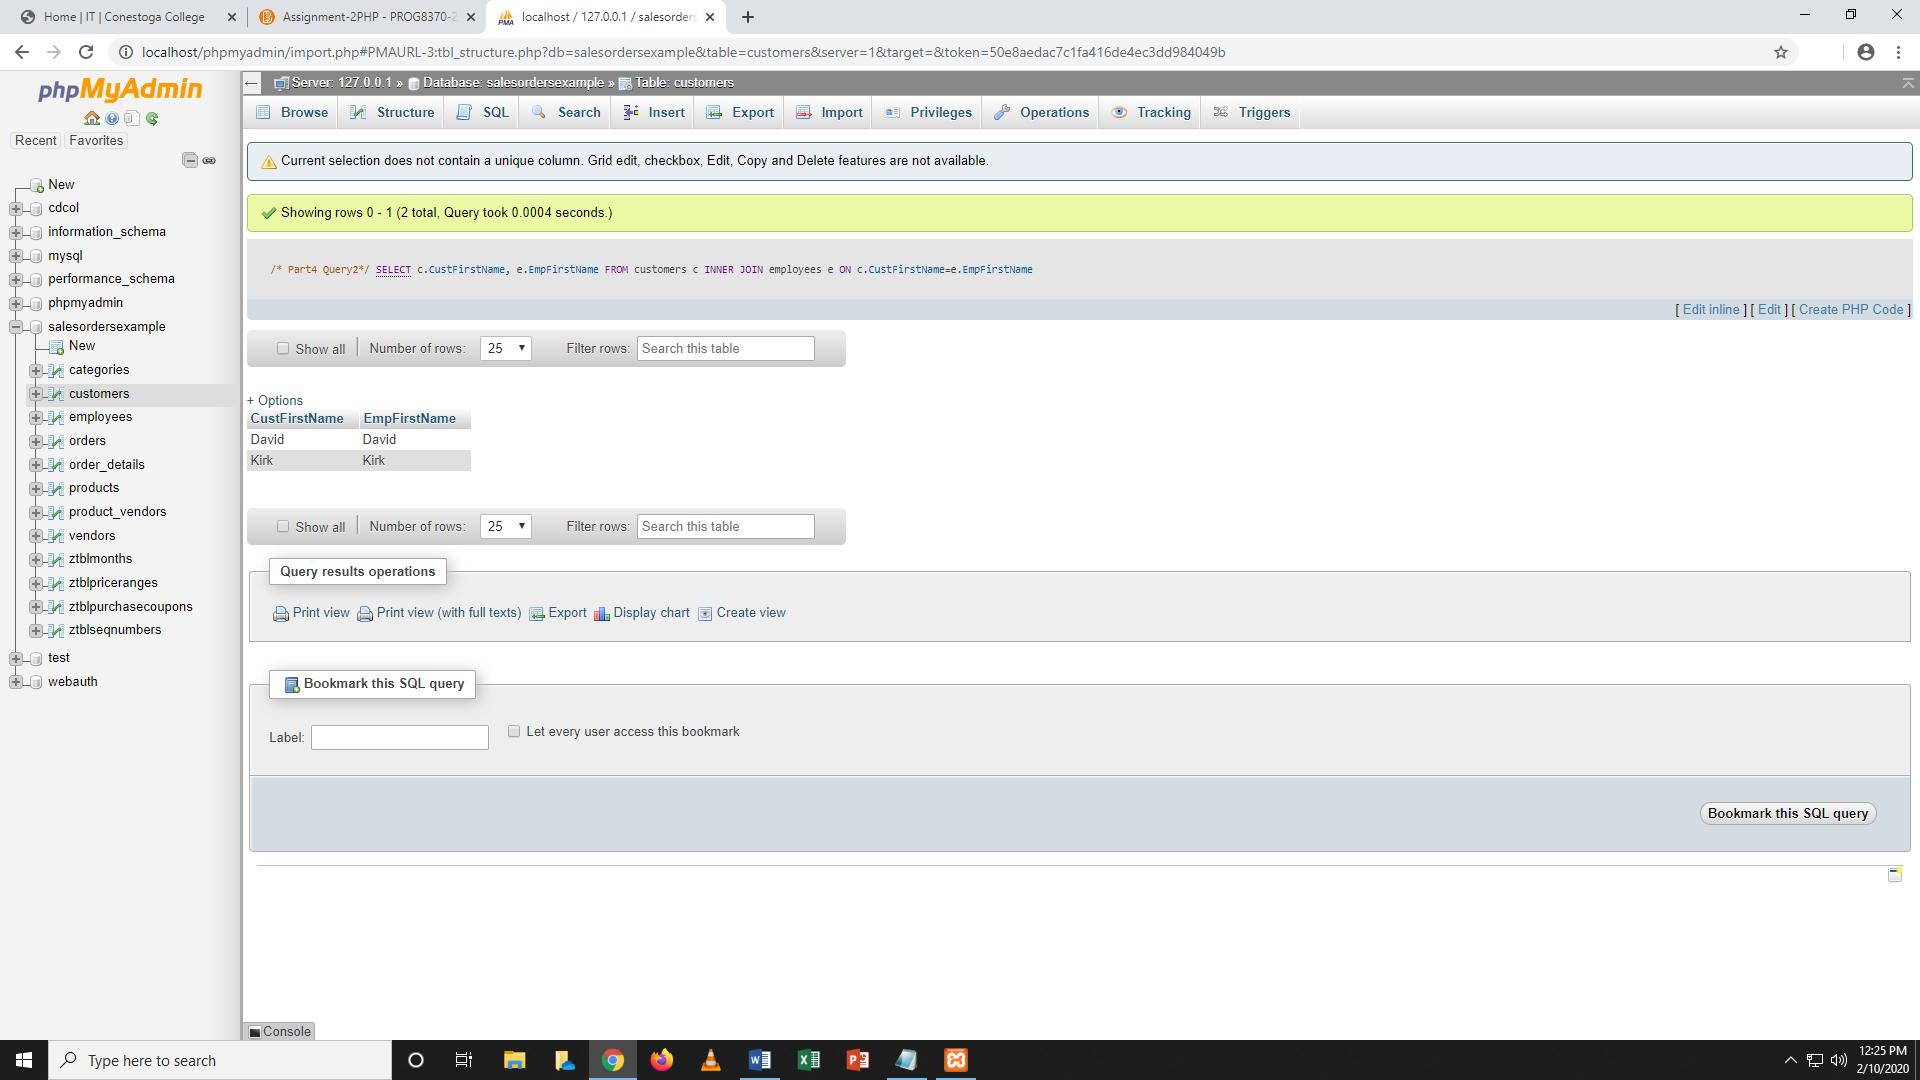 Home | IT | Conestoga College
Assignment-2PHP - PROG8370-2
localhost / 127.0.0.1 / salesorders
localhost/phpmyadmin/import.php#PMAURL-3:tbl_structure.php?db=salesordersexample&table=customers&server=1&target=&token=50e8aedac7c1fa416de4ec3dd984049b
phpMyAdmin
Recent Favorites
New
cdcol
information_schema
mysql
performance_schema
phpmyadmin
salesordersexample
New
categories
customers
employees
orders
order_details
products
product_vendors
vendors
ztblmonths
ztblpriceranges
ztblpurchasecoupons
ztblseqnumbers
test
webauth
Server: 127.0.0.1 » Database: salesordersexample » Table: customers
Browse Structure SQL Search Insert Export Import Privileges Operations Tracking Triggers
Current selection does not contain a unique column. Grid edit, checkbox, Edit, Copy and Delete features are not available.
Showing rows 0 - 1 (2 total, Query took 0.0004 seconds.)
/* Part4 Query2*/ SELECT c.CustFirstName, e.EmpFirstName FROM customers c INNER JOIN employees e ON c.CustFirstName=e.EmpFirstName
[ Edit inline ] [ Edit ] [ Create PHP Code ]
Show all Number of rows: 25 Filter rows: Search this table
+ Options
CustFirstName EmpFirstName
David David
Kirk Kirk
Show all Number of rows: 25 Filter rows: Search this table
Query results operations
Print view Print view (with full texts) Export Display chart Create view
Bookmark this SQL query
Label: Let every user access this bookmark
Bookmark this SQL query
Console
Type here to search
12:25 PM
2/10/2020